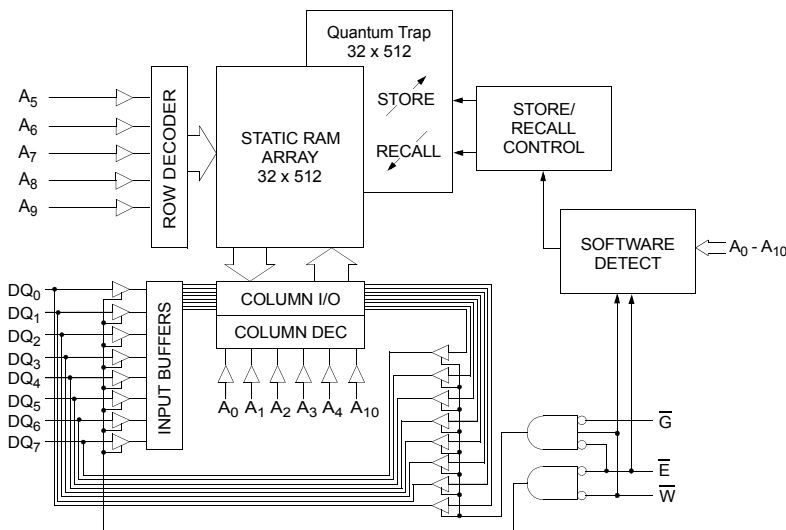 Quantum Trap
32 x 512
STORE
RECALL
STATIC RAM
ARRAY
32 x 512
STORE/
RECALL
CONTROL
A5
A6
A7
A8
A9
ROW DECODER
SOFTWARE
DETECT
A0 - A10
DQ0
DQ1
DQ2
DQ3
DQ4
DQ5
DQ6
DQ7
INPUT BUFFERS
COLUMN I/O
COLUMN DEC
A0 A1 A2 A3 A4 A10
G̅
E̅
W̅